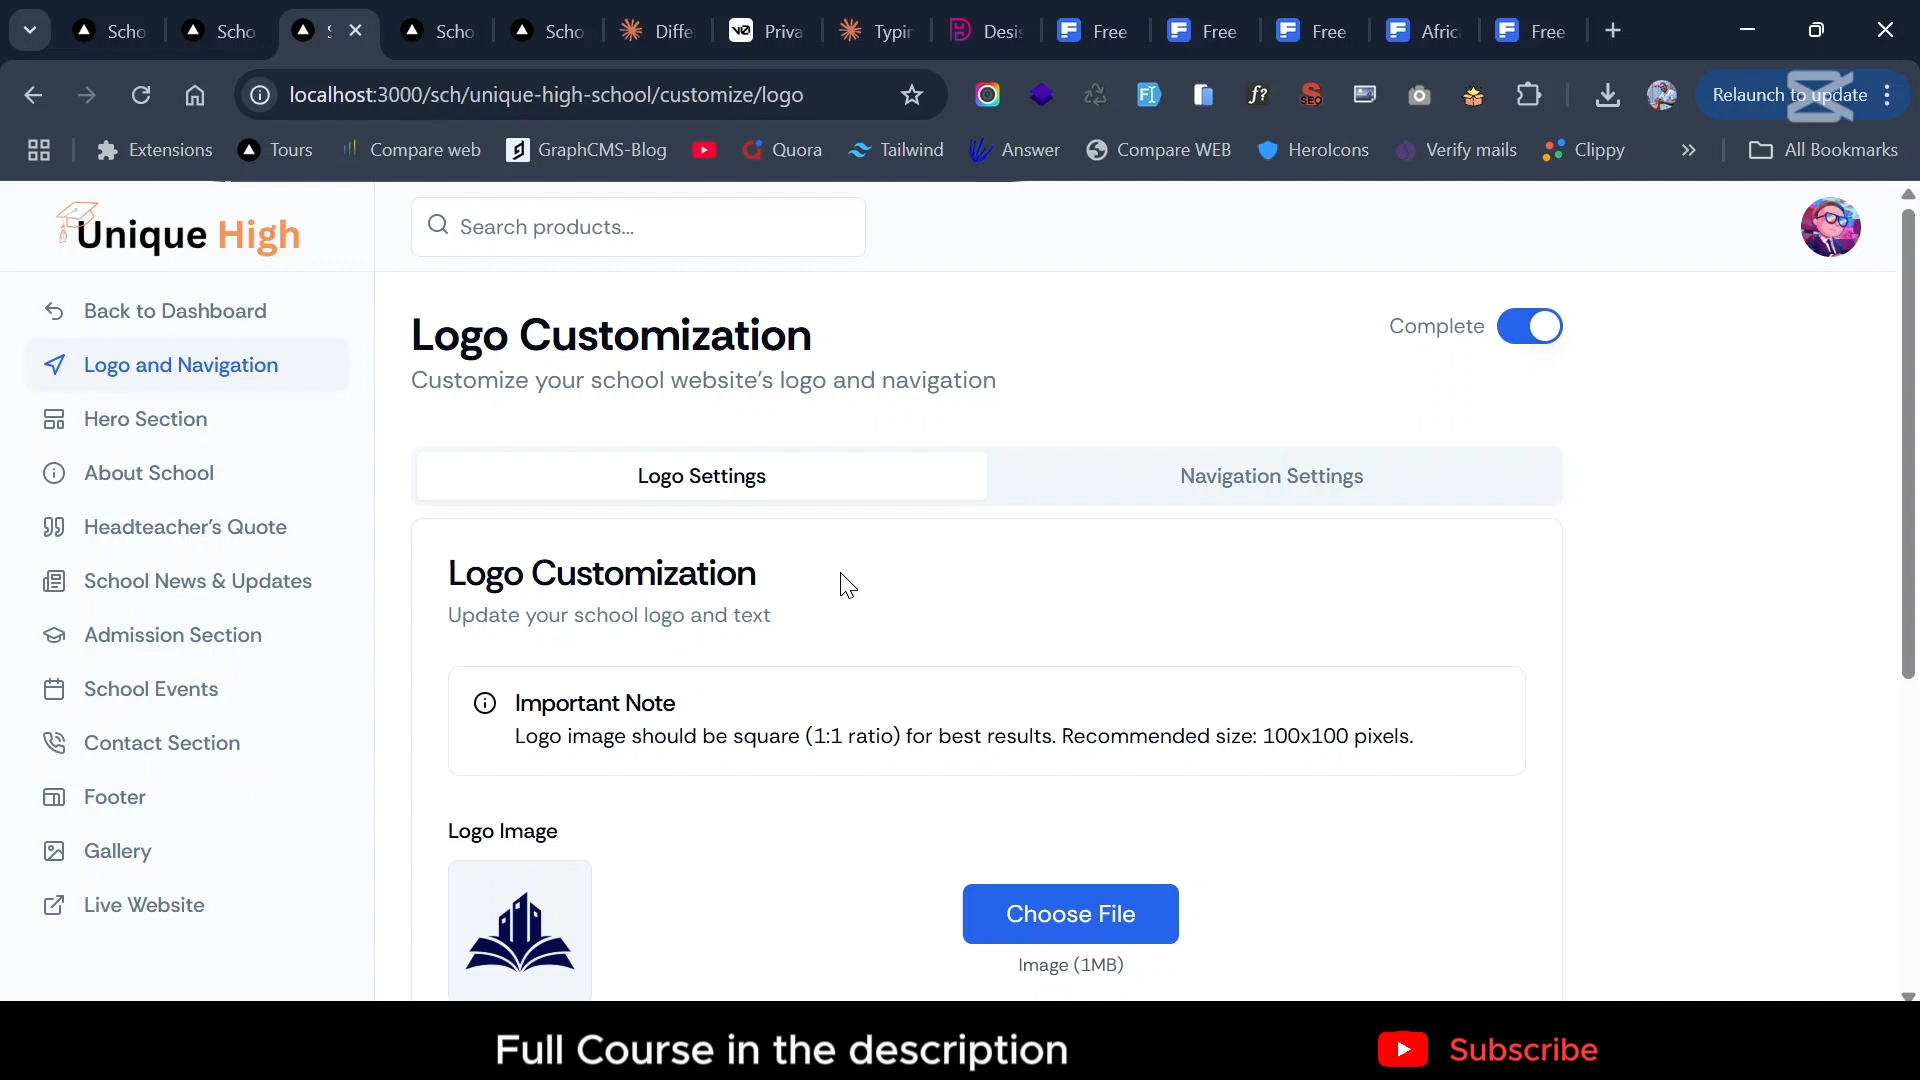 Scho
Scho
Scho
Scho
Diffe
Priva
Typin
Desi
Free
Free
Free
Afric
Free
localhost:3000/sch/unique-high-school/customize/logo
f?
SEO
Relaunch to update
Extensions
Tours
Compare web
GraphCMS-Blog
Quora
Tailwind
Answer
Compare WEB
HeroIcons
Verify mails
Clippy
All Bookmarks
Unique High
Search products...
Back to Dashboard
Logo and Navigation
Hero Section
About School
Headteacher's Quote
School News & Updates
Admission Section
School Events
Contact Section
Footer
Gallery
Live Website
Logo Customization
Customize your school website's logo and navigation
Complete
Logo Settings
Navigation Settings
Logo Customization
Update your school logo and text
Important Note
Logo image should be square (1:1 ratio) for best results. Recommended size: 100x100 pixels.
Logo Image
Choose File
Image (1MB)
Full Course in the description
Subscribe